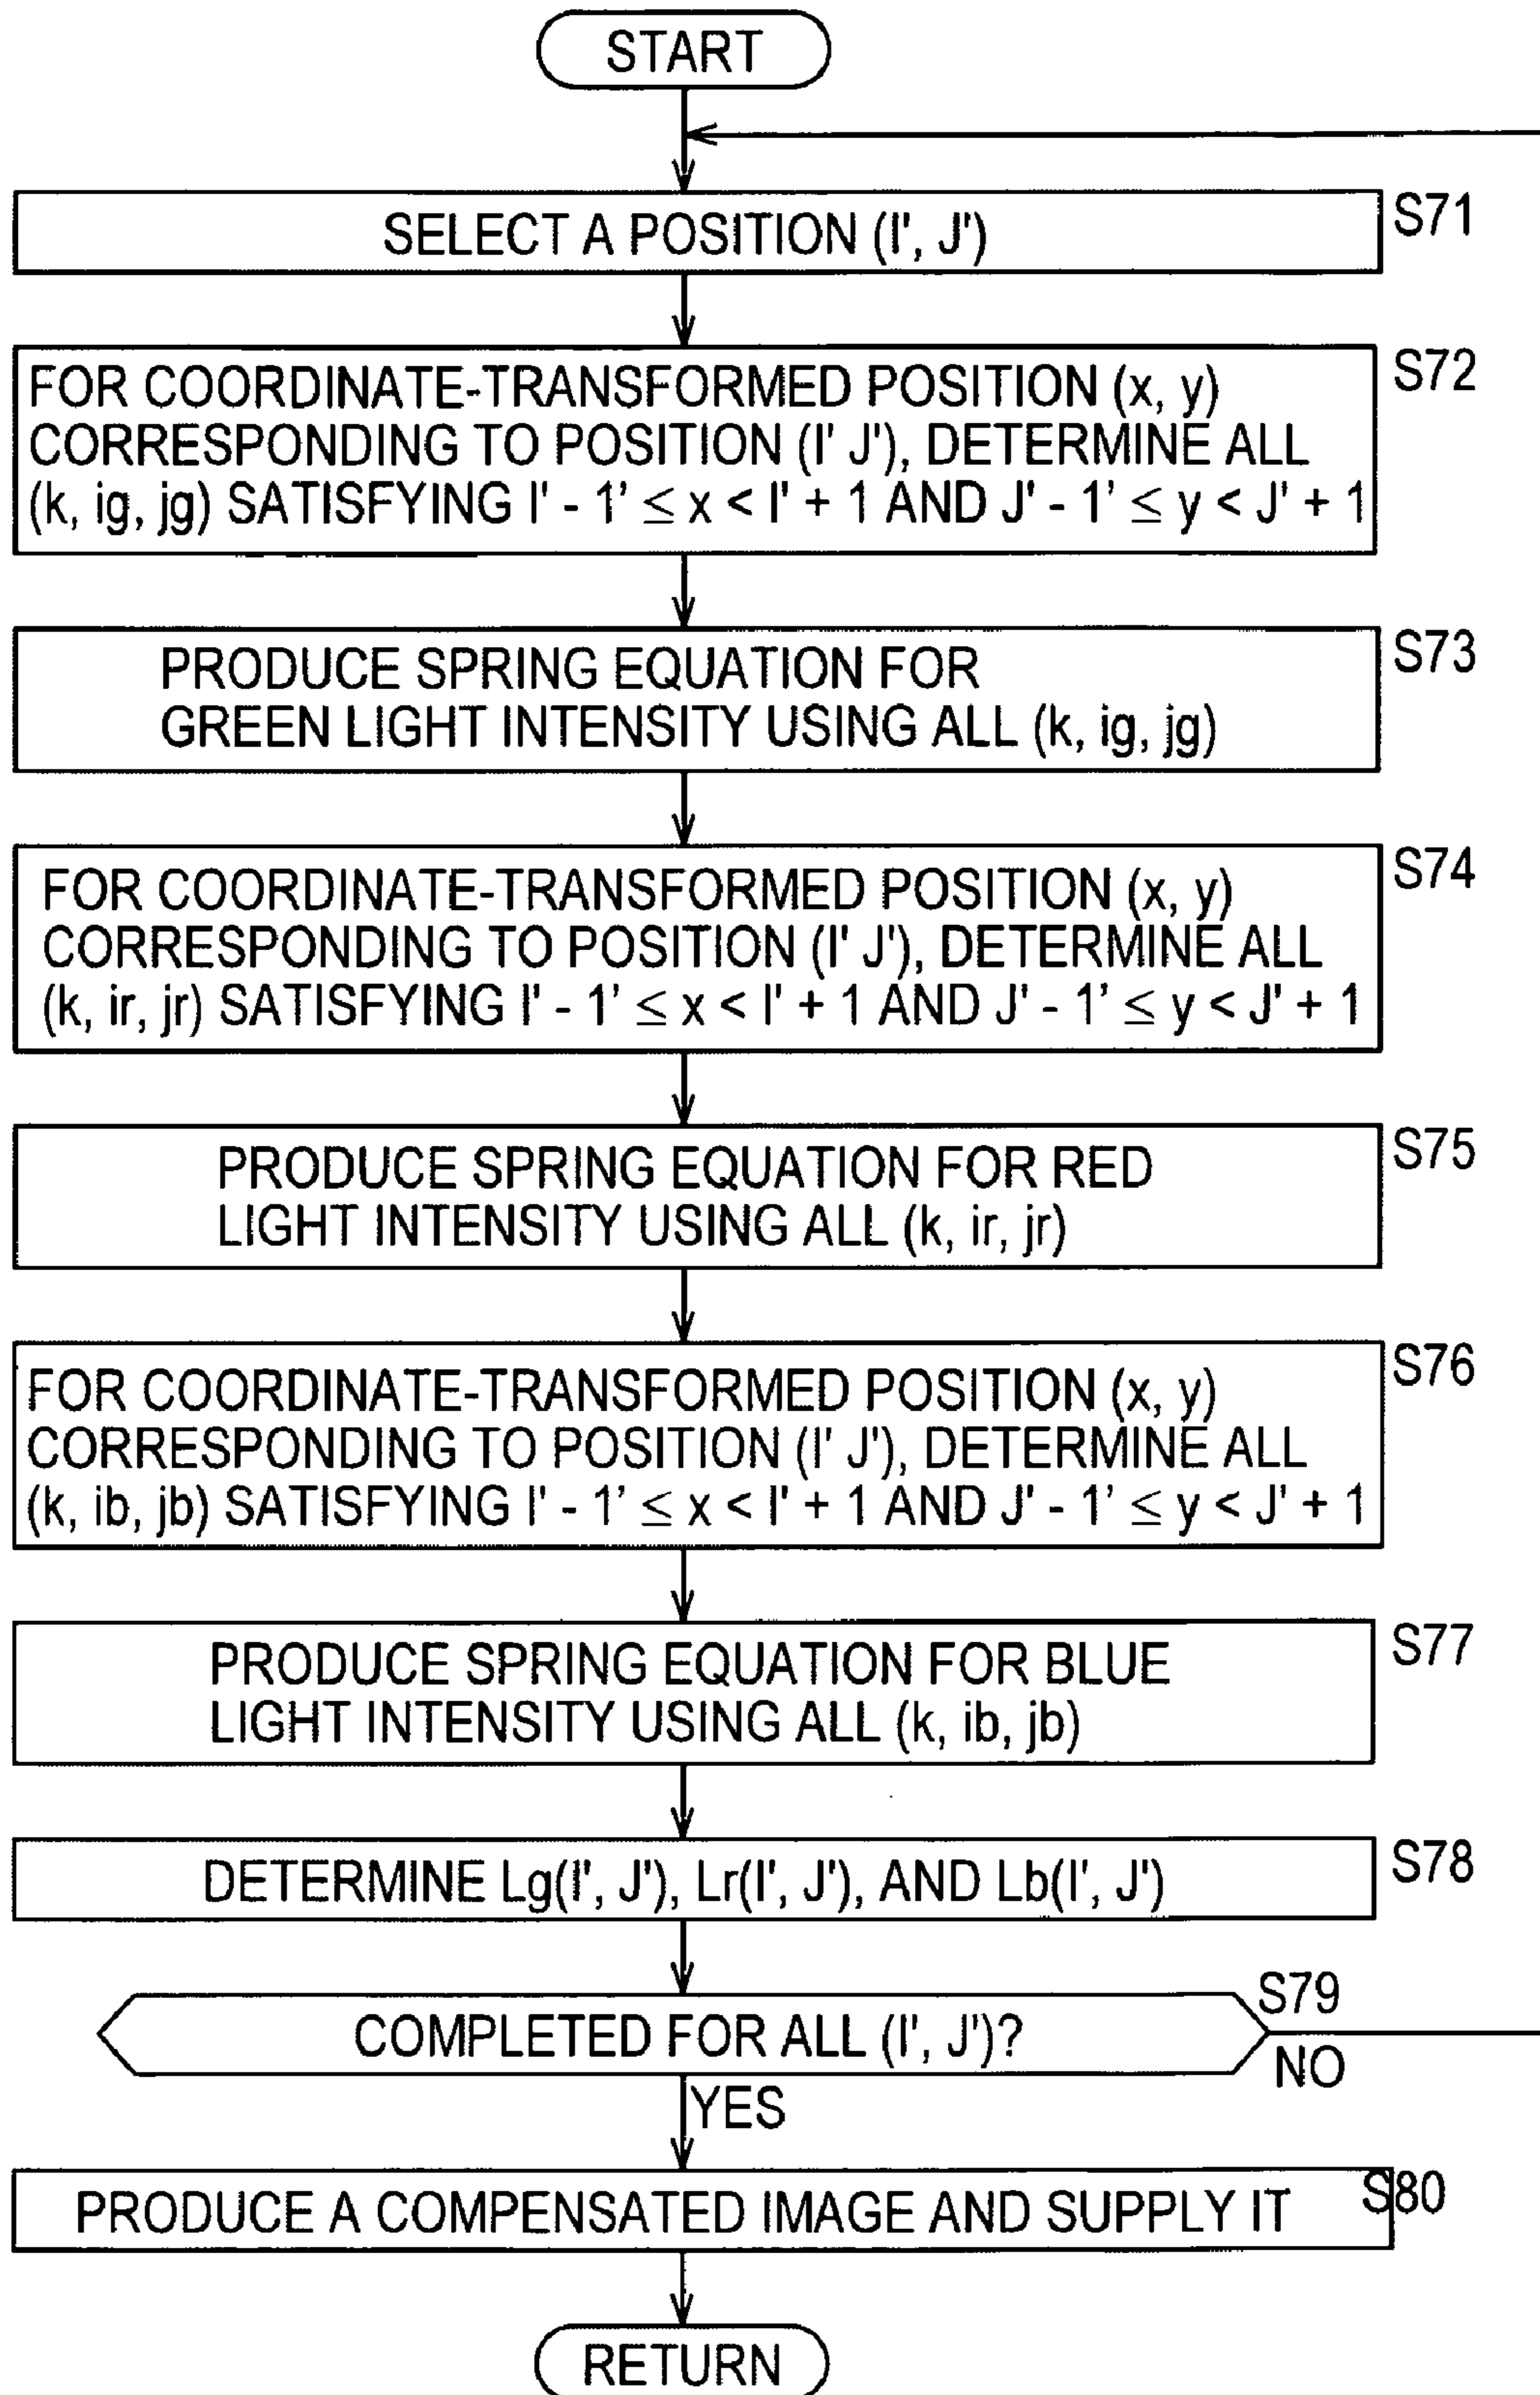 START
SELECT A POSITION (I', J')
S71
FOR COORDINATE-TRANSFORMED POSITION (x, y)
CORRESPONDING TO POSITION (I' J'), DETERMINE ALL
(k, ig, jg) SATISFYING I' - 1' ≤ x < I' + 1 AND J' - 1' ≤ y < J' + 1
S72
PRODUCE SPRING EQUATION FOR
GREEN LIGHT INTENSITY USING ALL (k, ig, jg)
S73
FOR COORDINATE-TRANSFORMED POSITION (x, y)
CORRESPONDING TO POSITION (I' J'), DETERMINE ALL
(k, ir, jr) SATISFYING I' - 1' ≤ x < I' + 1 AND J' - 1' ≤ y < J' + 1
S74
PRODUCE SPRING EQUATION FOR RED
LIGHT INTENSITY USING ALL (k, ir, jr)
S75
FOR COORDINATE-TRANSFORMED POSITION (x, y)
CORRESPONDING TO POSITION (I' J'), DETERMINE ALL
(k, ib, jb) SATISFYING I' - 1' ≤ x < I' + 1 AND J' - 1' ≤ y < J' + 1
S76
PRODUCE SPRING EQUATION FOR BLUE
LIGHT INTENSITY USING ALL (k, ib, jb)
S77
DETERMINE Lg(I', J'), Lr(I', J'), AND Lb(I', J')
S78
COMPLETED FOR ALL (I', J')?
S79
NO
YES
PRODUCE A COMPENSATED IMAGE AND SUPPLY IT
S80
RETURN